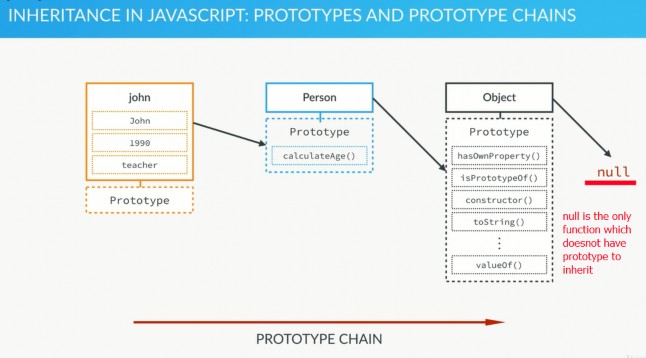 INHERITANCE IN JAVASCRIPT: PROTOTYPES AND PROTOTYPE CHAINS
john
John
1990
teacher
Prototype
Person
Prototype
calculateAge()
Object
Prototype
hasOwnProperty()
isPrototypeOf()
constructor()
toString()
⋮
valueOf()
null
null is the only
function which
doesnot have
prototype to
inherit
PROTOTYPE CHAIN